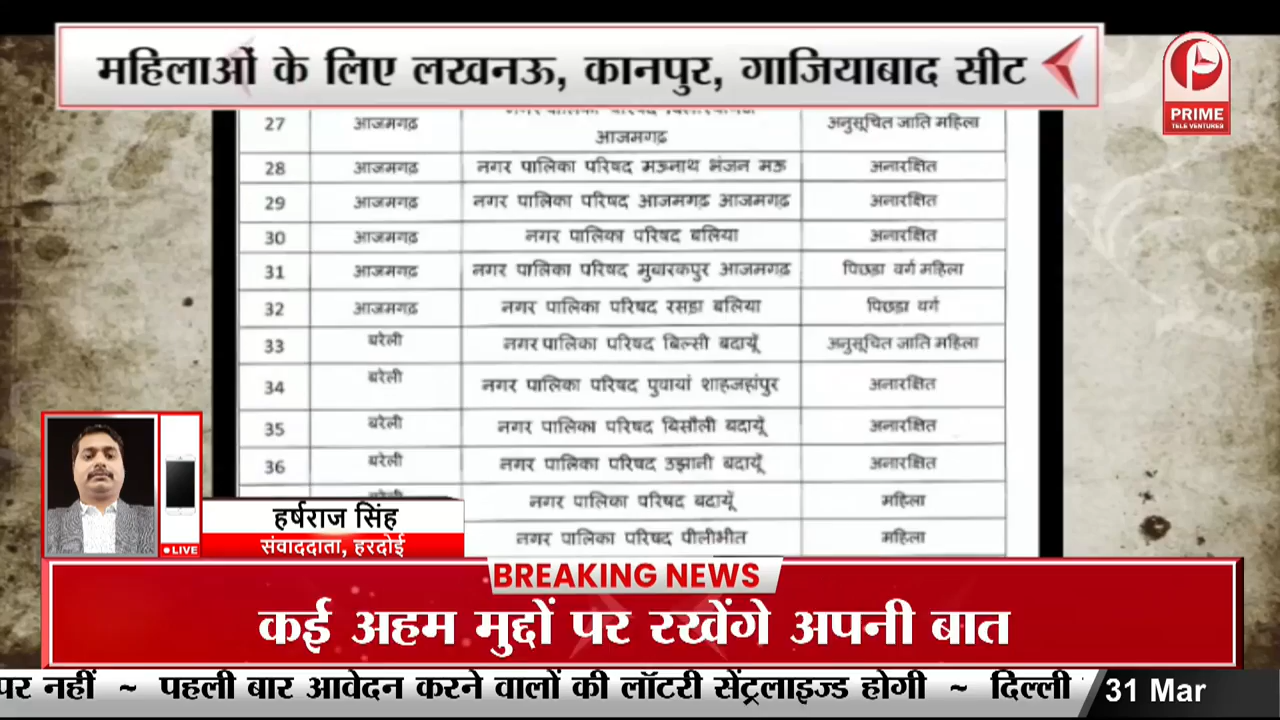 महिलाओं के लिए लखनऊ, कानपुर, गाजियाबाद सीट
PRIME
TELE VENTURES
27 आजमगढ़ आजमगढ़ अनुसूचित जाति महिला
28 आजमगढ़ नगर पालिका परिषद मऊनाथ भंजन मऊ अनारक्षित
29 आजमगढ़ नगर पालिका परिषद आजमगढ़ आजमगढ़ अनारक्षित
30 आजमगढ़ नगर पालिका परिषद बलिया अनारक्षित
31 आजमगढ़ नगर पालिका परिषद मुबारकपुर आजमगढ़ पिछड़ा वर्ग महिला
32 आजमगढ़ नगर पालिका परिषद रसड़ा बलिया पिछड़ा वर्ग
33 बरेली नगर पालिका परिषद बिल्सी बदायूँ अनुसूचित जाति महिला
34 बरेली नगर पालिका परिषद पुवायां शाहजहांपुर अनारक्षित
35 बरेली नगर पालिका परिषद बिसौली बदायूँ अनारक्षित
36 बरेली नगर पालिका परिषद उझानी बदायूँ अनारक्षित
नगर पालिका परिषद बदायूँ महिला
नगर पालिका परिषद पीलीभीत महिला
LIVE
हर्षराज सिंह
संवाददाता, हरदोई
BREAKING NEWS
कई अहम मुद्दों पर रखेंगे अपनी बात
पर नहीं ~ पहली बार आवेदन करने वालों की लॉटरी सेंट्रलाइज्ड होगी ~ दिल्ली
31 Mar